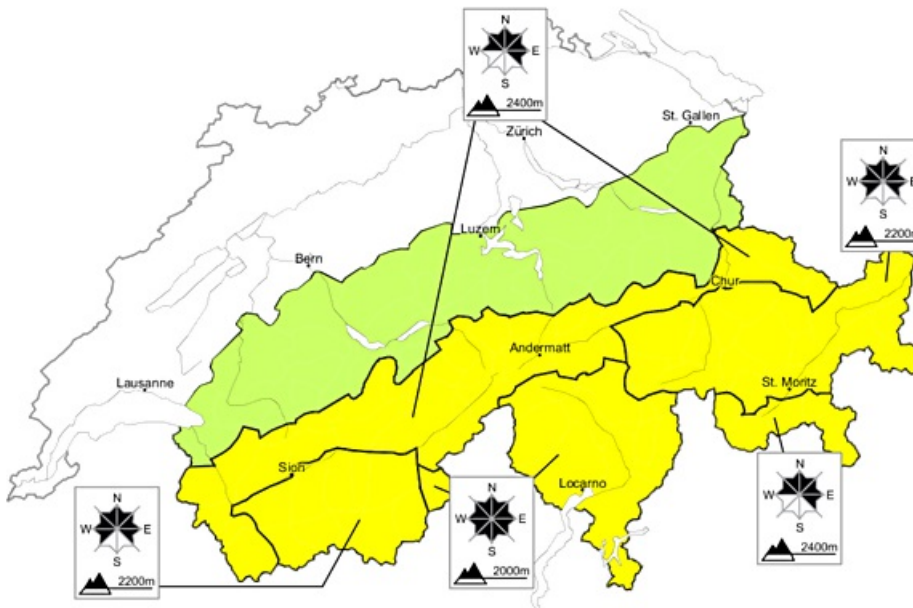 N
W E
S
2400m
St. Gallen
Zürich
N
W E
S
2200m
Luzern
Bern
Chur
Andermatt
Lausanne
St. Moritz
Sion
N
W E
S
2400m
Locarno
N
W E
S
2000m
N
W E
S
2200m